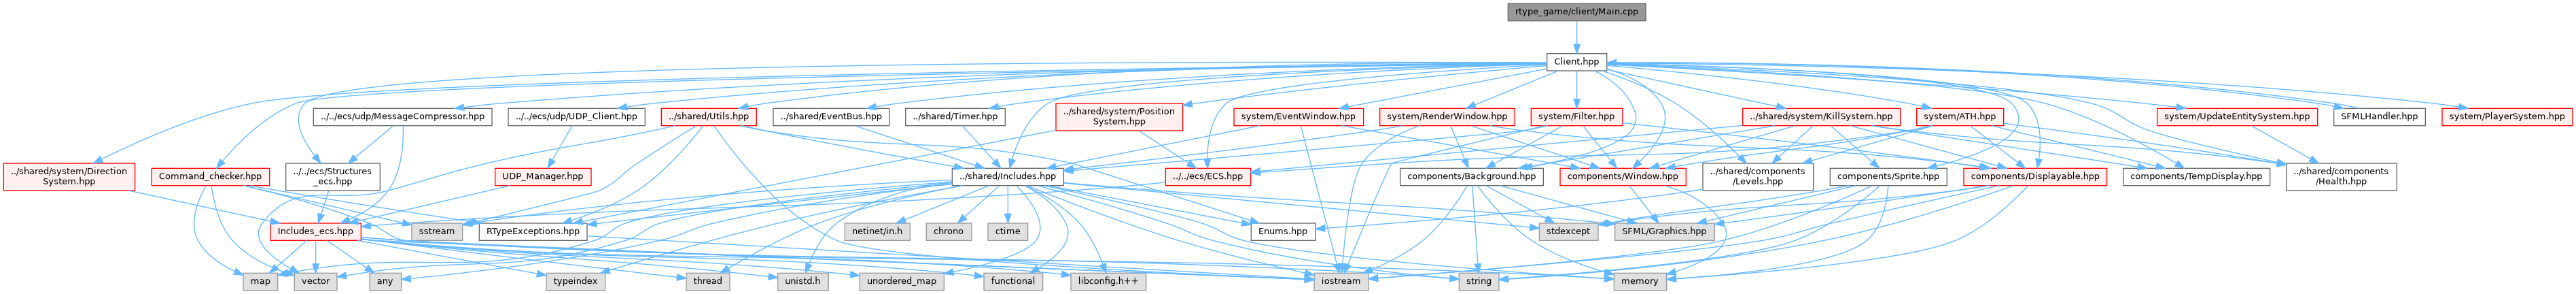 rtype_game/client/Main.cpp
Client.hpp
../../ecs/udp/MessageCompressor.hpp
../../ecs/udp/UDP_Client.hpp
../shared/Utils.hpp
../shared/EventBus.hpp
../shared/Timer.hpp
../shared/system/Position
System.hpp
system/EventWindow.hpp
system/RenderWindow.hpp
system/Filter.hpp
../shared/system/KillSystem.hpp
system/ATH.hpp
system/UpdateEntitySystem.hpp
SFMLHandler.hpp
system/PlayerSystem.hpp
../shared/system/Direction
System.hpp
Command_checker.hpp
../../ecs/Structures
_ecs.hpp
UDP_Manager.hpp
../shared/Includes.hpp
../../ecs/ECS.hpp
components/Background.hpp
components/Window.hpp
../shared/components
/Levels.hpp
components/Sprite.hpp
components/Displayable.hpp
components/TempDisplay.hpp
../shared/components
/Health.hpp
Includes_ecs.hpp
sstream
RTypeExceptions.hpp
netinet/in.h
chrono
ctime
Enums.hpp
stdexcept
SFML/Graphics.hpp
map
vector
any
typeindex
thread
unistd.h
unordered_map
functional
libconfig.h++
iostream
string
memory